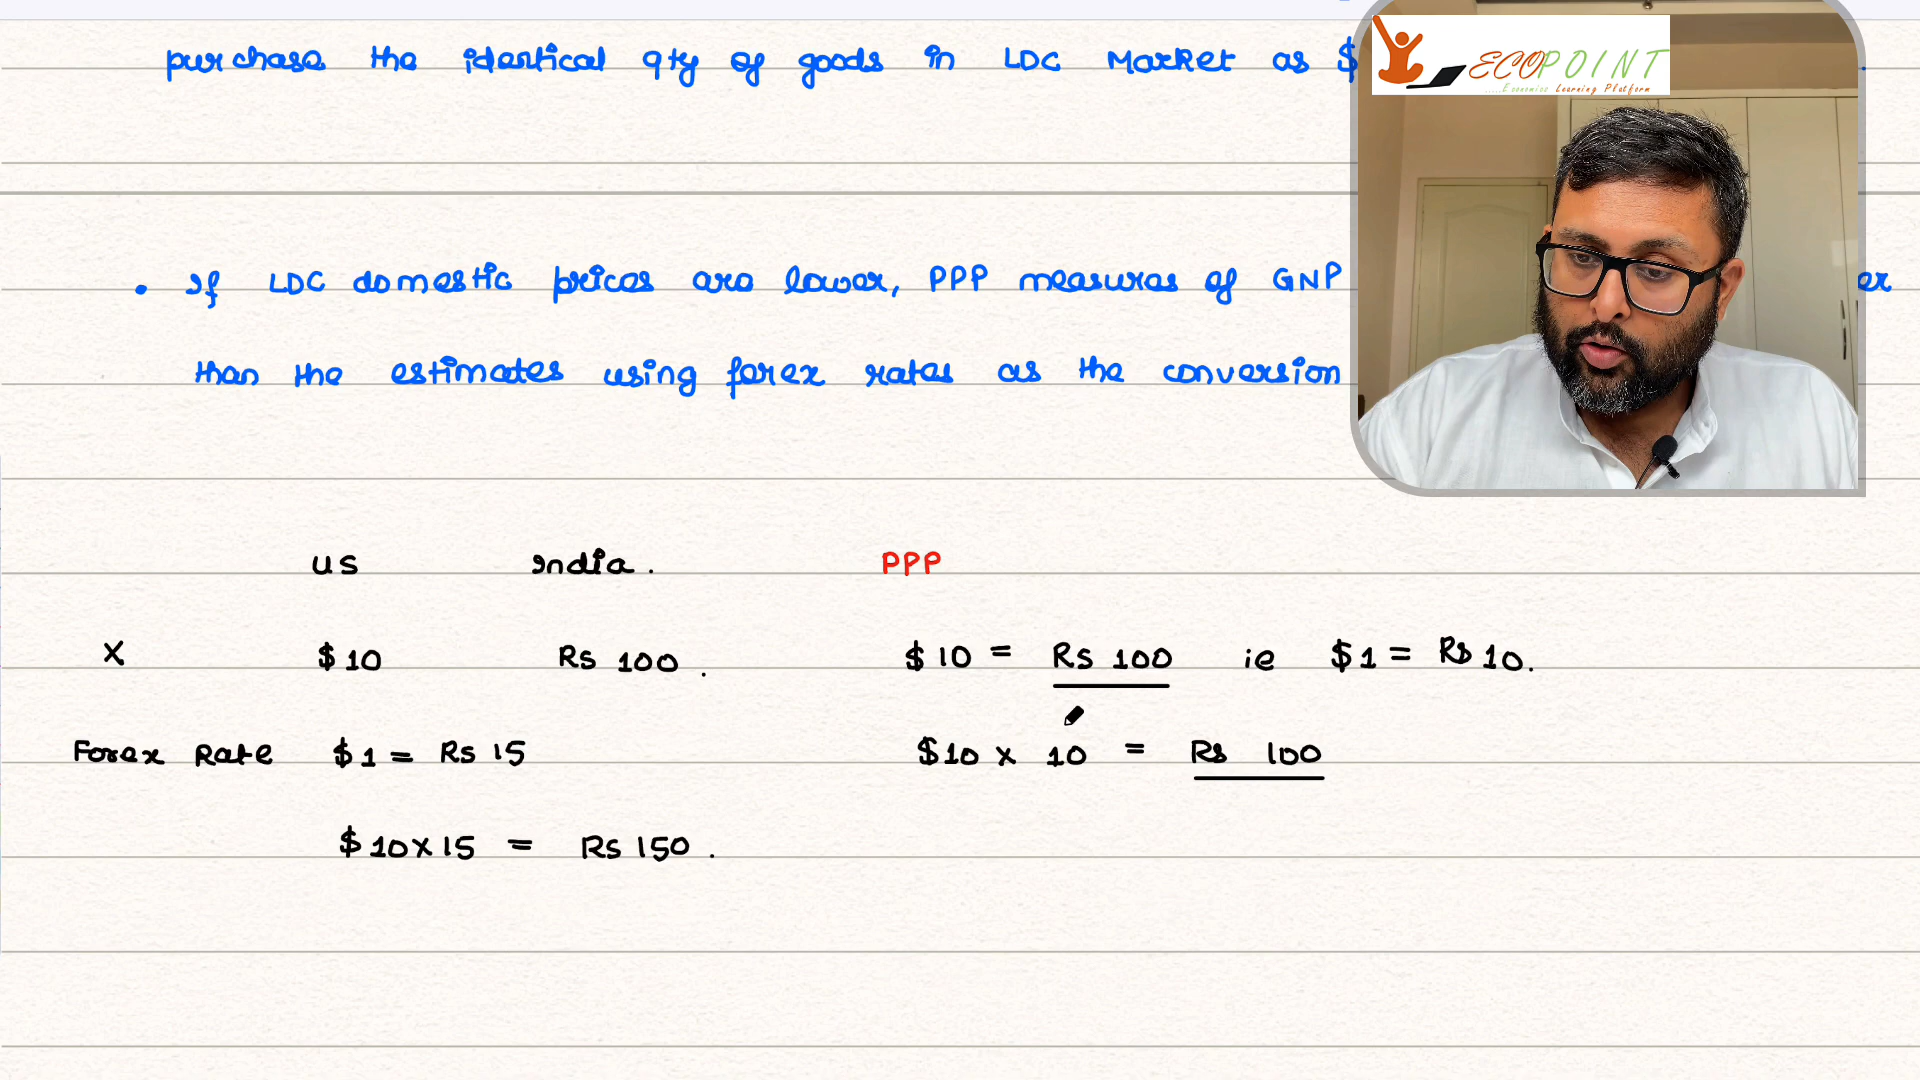 purchase the identical qty of goods in LDC Market as $
ECOPOINT
.....Economics Learning Platform
• If LDC domestic prices are lower, PPP measures of GNP er
than the estimates using forex rates as the conversion
US India. PPP
X $10 Rs 100. $10 = Rs 100 ie $1 = Rs 10.
Forex Rate $1 = Rs 15 $10 x 10 = Rs 100
$10x15 = Rs 150.